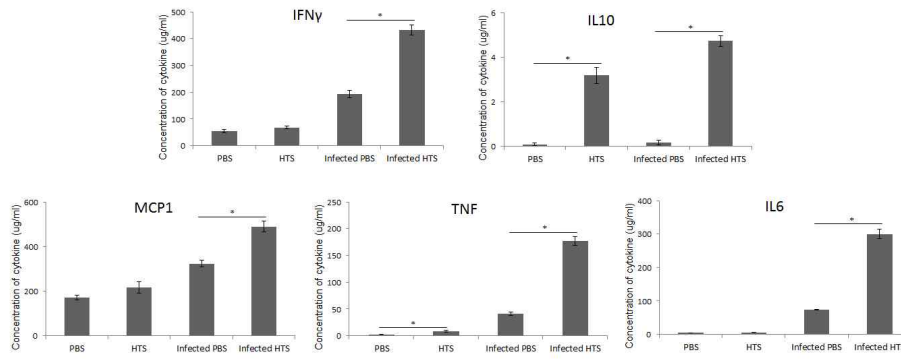 IFNγ
*
Concentration of cytokine (ug/ml)
500
400
300
200
100
0
PBS
HTS
Infected PBS
Infected HTS
IL10
*
*
Concentration of cytokine (ug/ml)
6
4
2
0
PBS
HTS
Infected PBS
Infected HTS
MCP1
*
Concentration of cytokine (ug/ml)
600
400
200
0
PBS
HTS
Infected PBS
Infected HTS
TNF
*
*
Concentration of cytokine (ug/ml)
250
200
150
100
50
0
PBS
HTS
Infected PBS
Infected HTS
IL6
*
Concentration of cytokine (ug/ml)
400
300
200
100
0
PBS
HTS
Infected PBS
Infected HT